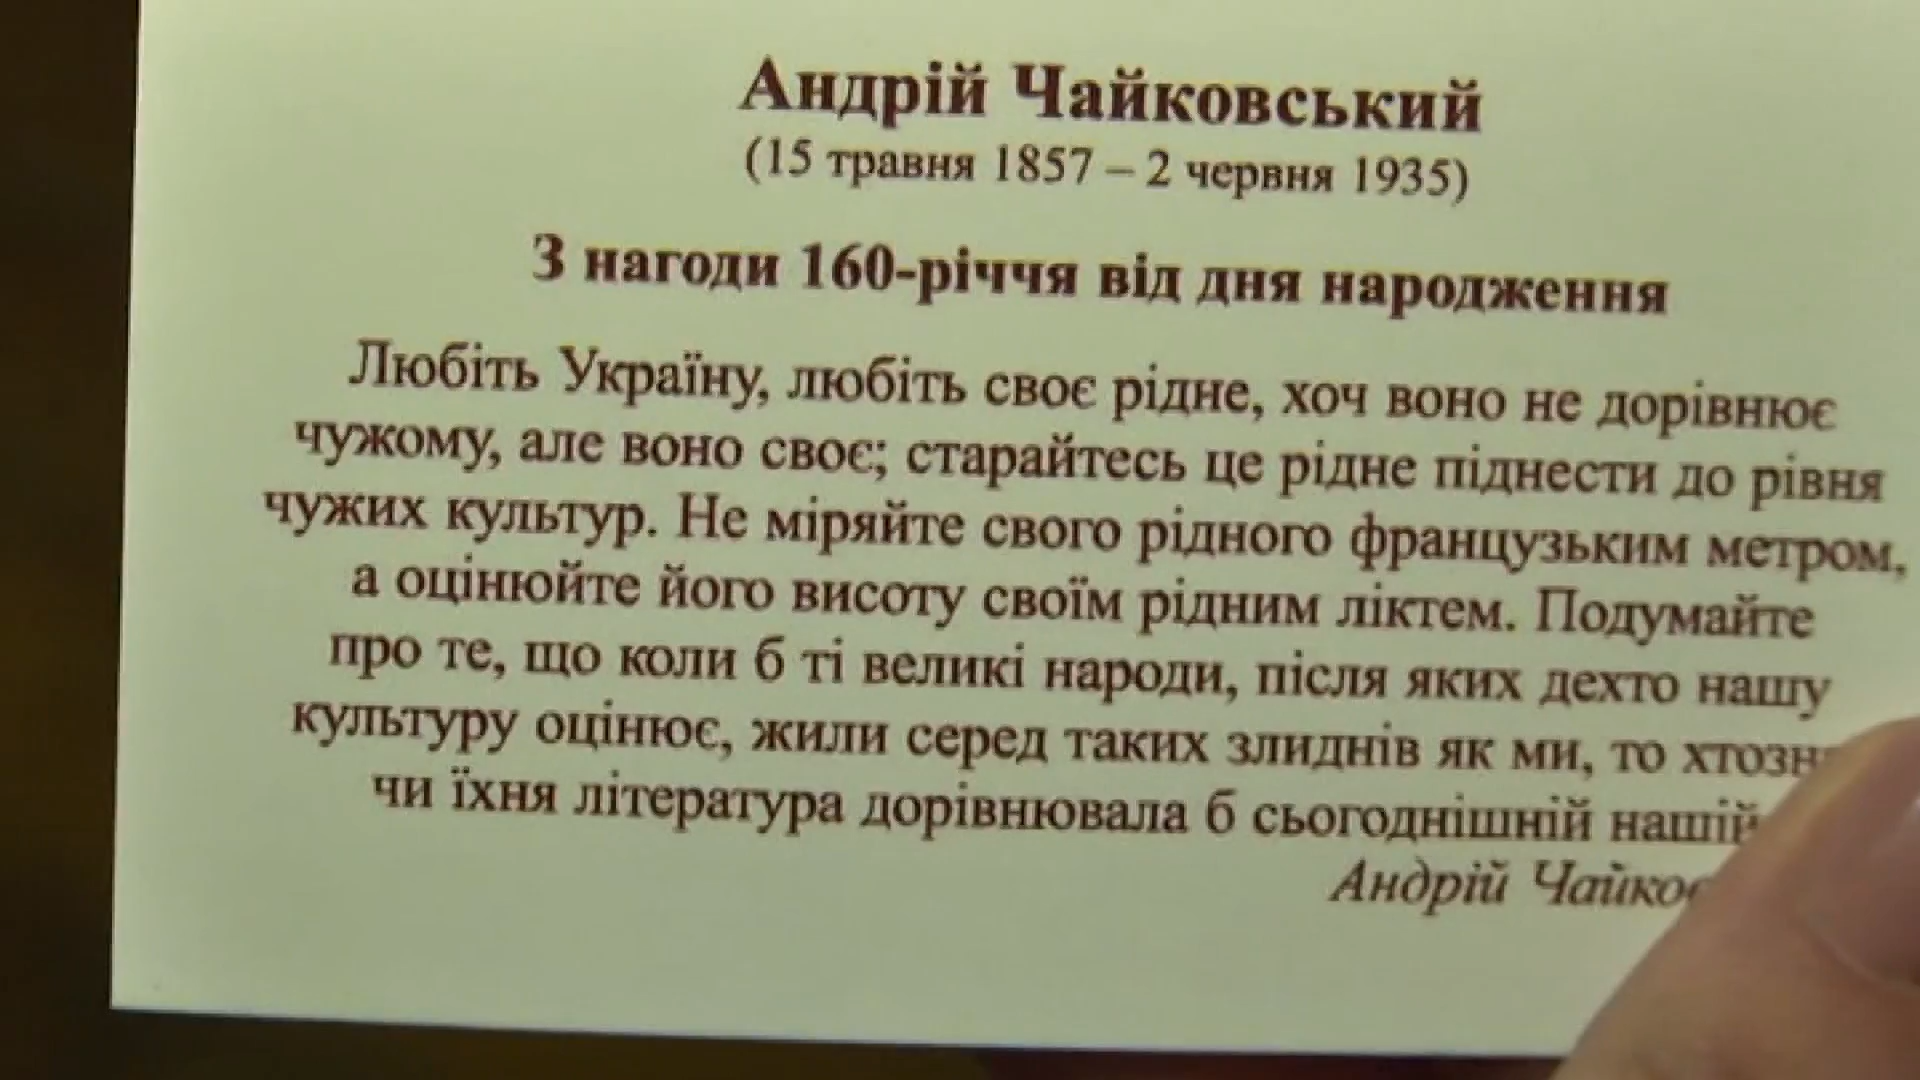 Андрій Чайковський
(15 травня 1857 – 2 червня 1935)
З нагоди 160-річчя від дня народження
Любіть Україну, любіть своє рідне, хоч воно не дорівнює
чужому, але воно своє; старайтесь це рідне піднести до рівня
чужих культур. Не міряйте свого рідного французьким метром,
а оцінюйте його висоту своїм рідним ліктем. Подумайте
про те, що коли б ті великі народи, після яких дехто нашу
культуру оцінює, жили серед таких злиднів як ми, то
чи їхня література дорівнювала б сьогоднішній нашій
Андрій